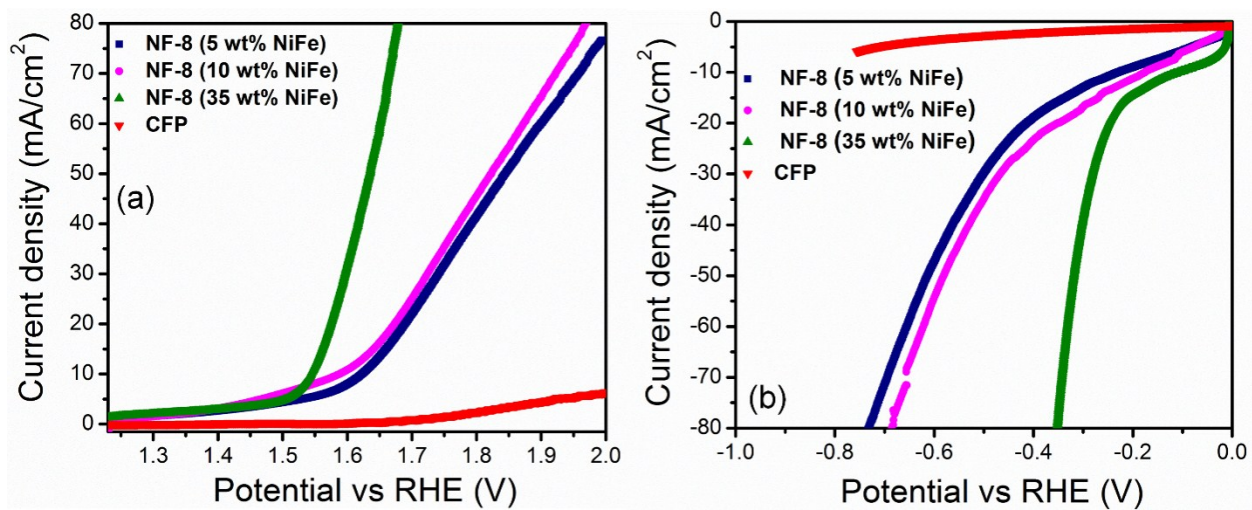 80
70
60
50
40
30
20
10
0
Current density (mA/cm²)
NF-8 (5 wt% NiFe)
NF-8 (10 wt% NiFe)
NF-8 (35 wt% NiFe)
CFP
(a)
1.3 1.4 1.5 1.6 1.7 1.8 1.9 2.0
Potential vs RHE (V)
0
-10
-20
-30
-40
-50
-60
-70
-80
Current density (mA/cm²)
NF-8 (5 wt% NiFe)
NF-8 (10 wt% NiFe)
NF-8 (35 wt% NiFe)
CFP
(b)
-1.0 -0.8 -0.6 -0.4 -0.2 0.0
Potential vs RHE (V)